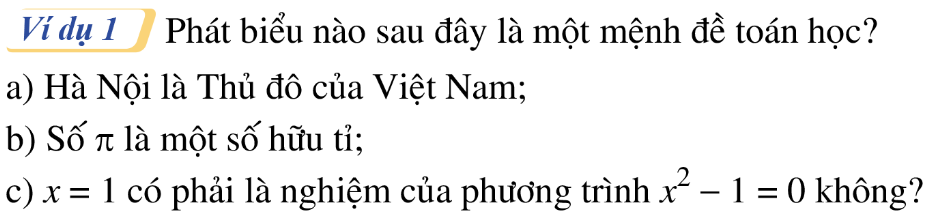 Ví dụ 1 Phát biểu nào sau đây là một mệnh đề toán học?
a) Hà Nội là Thủ đô của Việt Nam;
b) Số π là một số hữu tỉ;
c) x = 1 có phải là nghiệm của phương trình x² − 1 = 0 không?